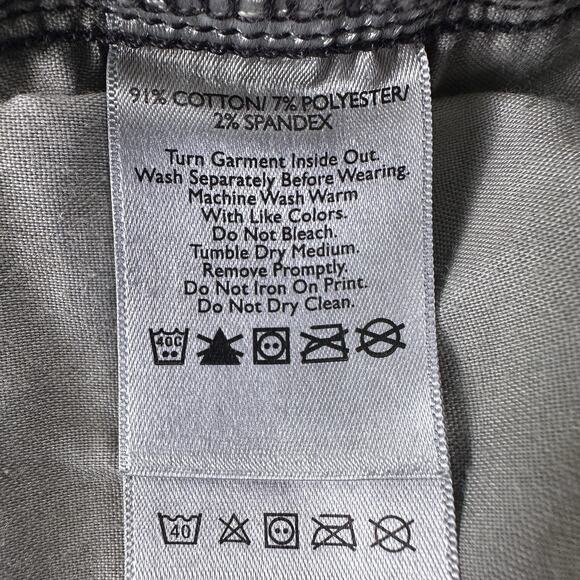 91% COTTON/ 7% POLYESTER/
2% SPANDEX
Turn Garment Inside Out.
Wash Separately Before Wearing.
Machine Wash Warm
With Like Colors.
Do Not Bleach.
Tumble Dry Medium.
Remove Promptly.
Do Not Iron On Print.
Do Not Dry Clean.
40C
40